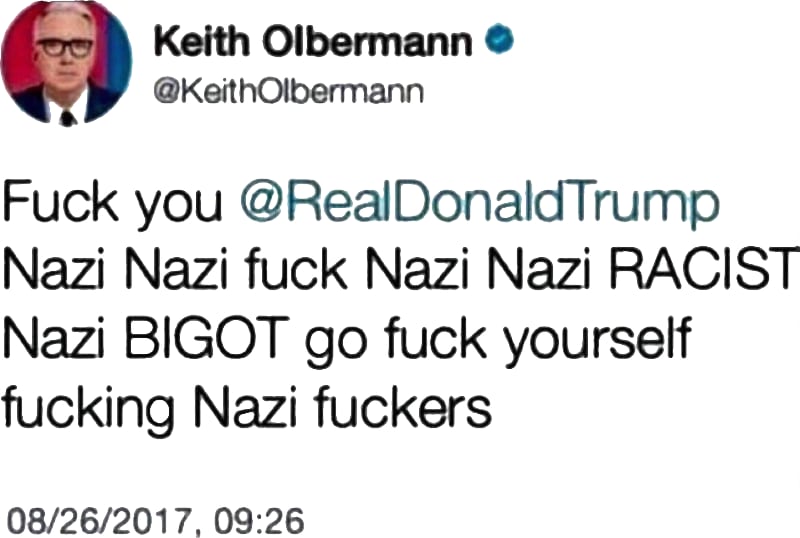 Keith Olbermann
@KeithOlbermann
Fuck you @RealDonaldTrump
Nazi Nazi fuck Nazi Nazi RACIST
Nazi BIGOT go fuck yourself
fucking Nazi fuckers
08/26/2017, 09:26